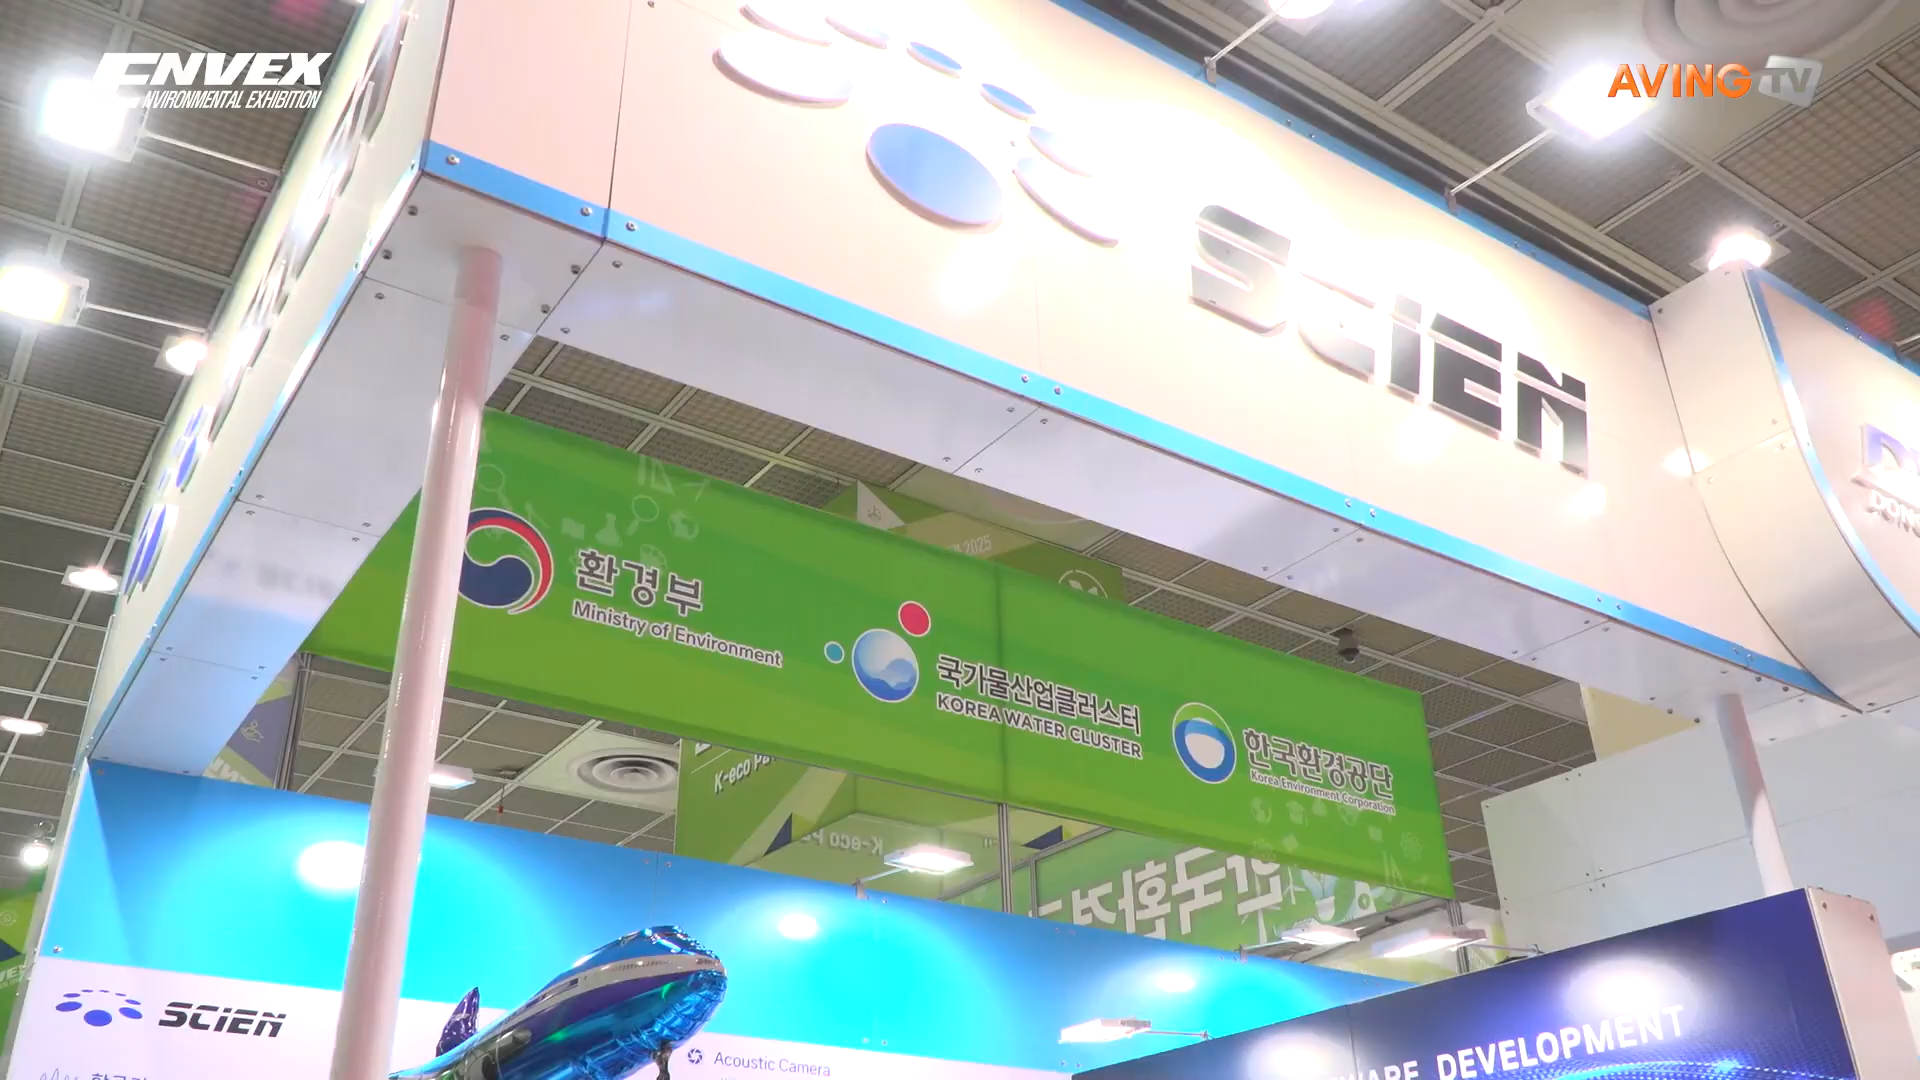 ENVEX
ENVIRONMENTAL EXHIBITION
AVING TV
SCIEN
환경부
Ministry of Environment
국가물산업클러스터
KOREA WATER CLUSTER
한국환경공단
Korea Environment Corporation
2025
K-eco
SCIEN
Acoustic Camera
DEVELOPMENT